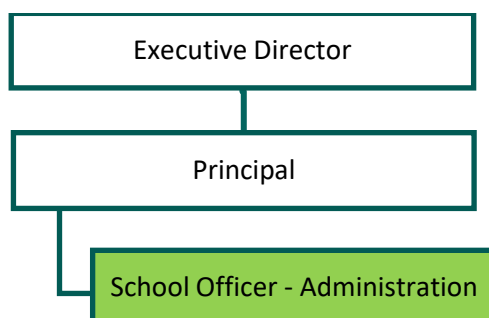 Executive Director
Principal
School Officer - Administration